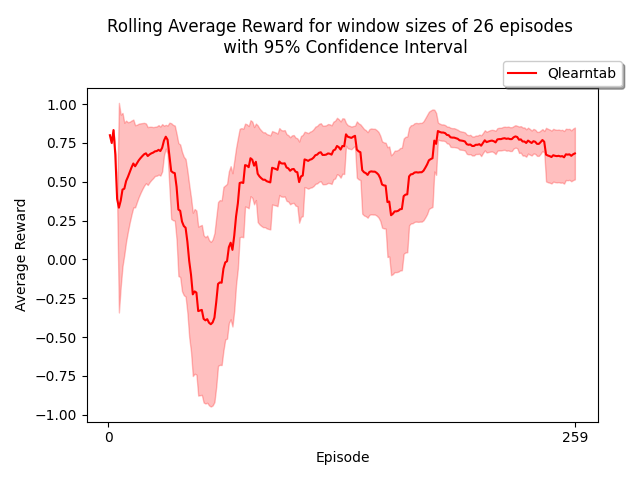 Rolling Average Reward for window sizes of 26 episodes
with 95% Confidence Interval
Qlearntab
1.00
0.75
0.50
0.25
0.00
−0.25
−0.50
−0.75
−1.00
Average Reward
0
259
Episode